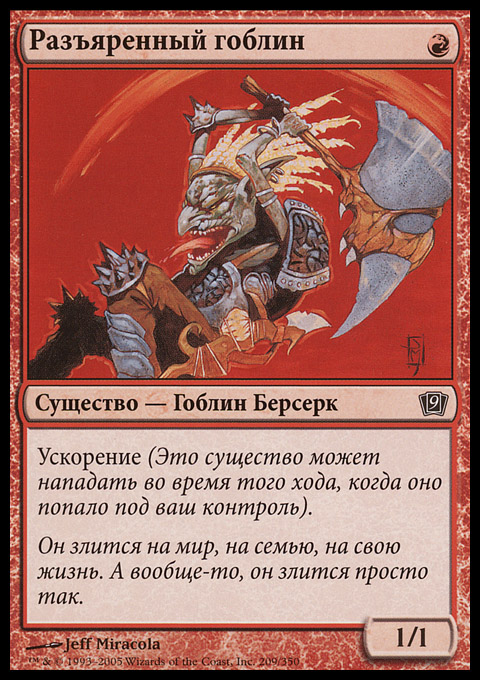 Разъяренный гоблин
Существо — Гоблин Берсерк
9
Ускорение (Это существо может
нападать во время того хода, когда оно
попало под ваш контроль).
Он злится на мир, на семью, на свою
жизнь. А вообще-то, он злится просто
так.
Jeff Miracola
1/1
™ & © 1993–2005 Wizards of the Coast, Inc. 209/350